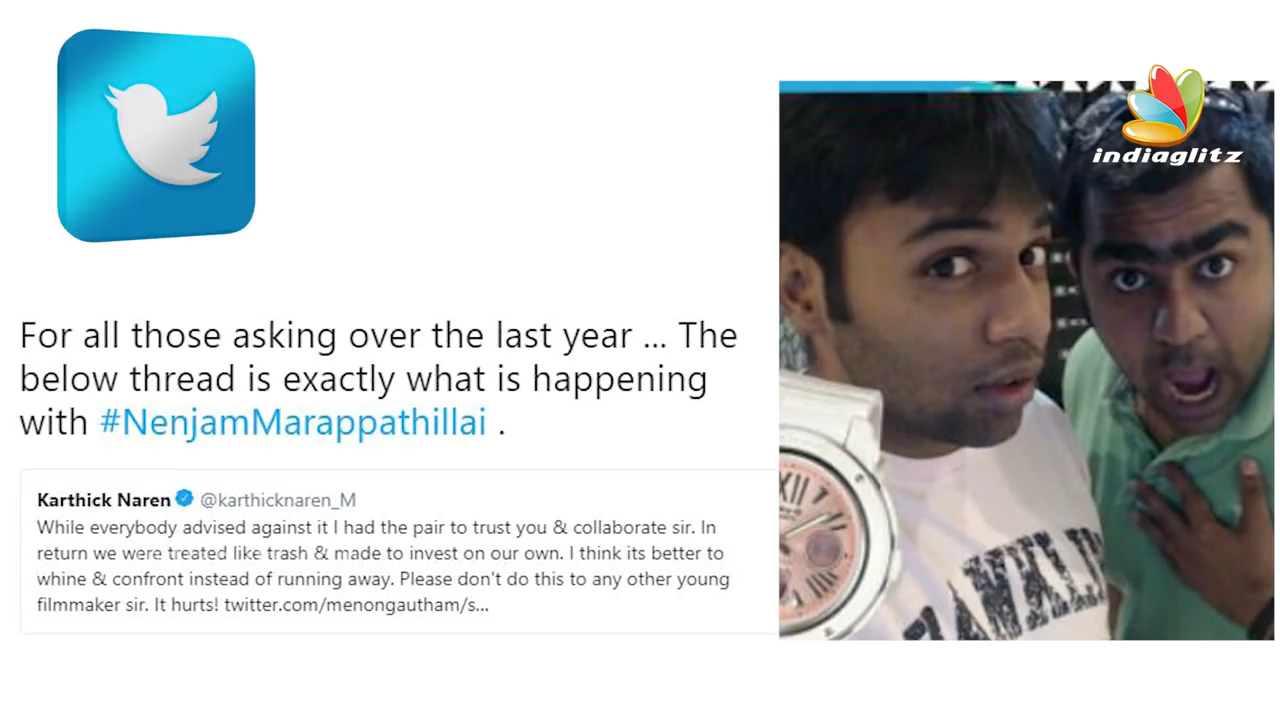 indiaglitz
For all those asking over the last year ... The
below thread is exactly what is happening
with #NenjamMarappathillai .
Karthick Naren @karthicknaren_M
While everybody advised against it I had the pair to trust you & collaborate sir. In
return we were treated like trash & made to invest on our own. I think its better to
whine & confront instead of running away. Please don't do this to any other young
filmmaker sir. It hurts! twitter.com/menongautham/s...